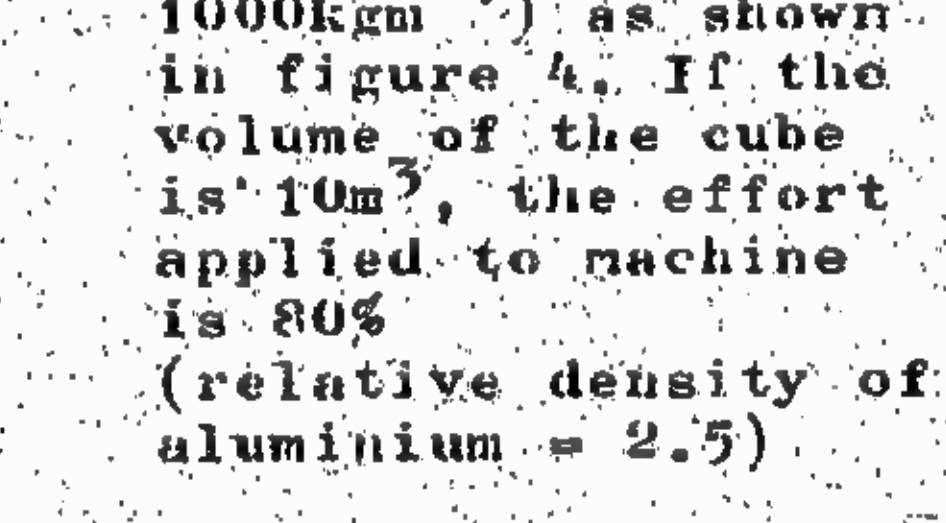 1000kgm⁻³) as shown
in figure 4. If the
volume of the cube
is 10m³, the effort
applied to machine
is 80%
(relative density of
aluminium = 2.5)